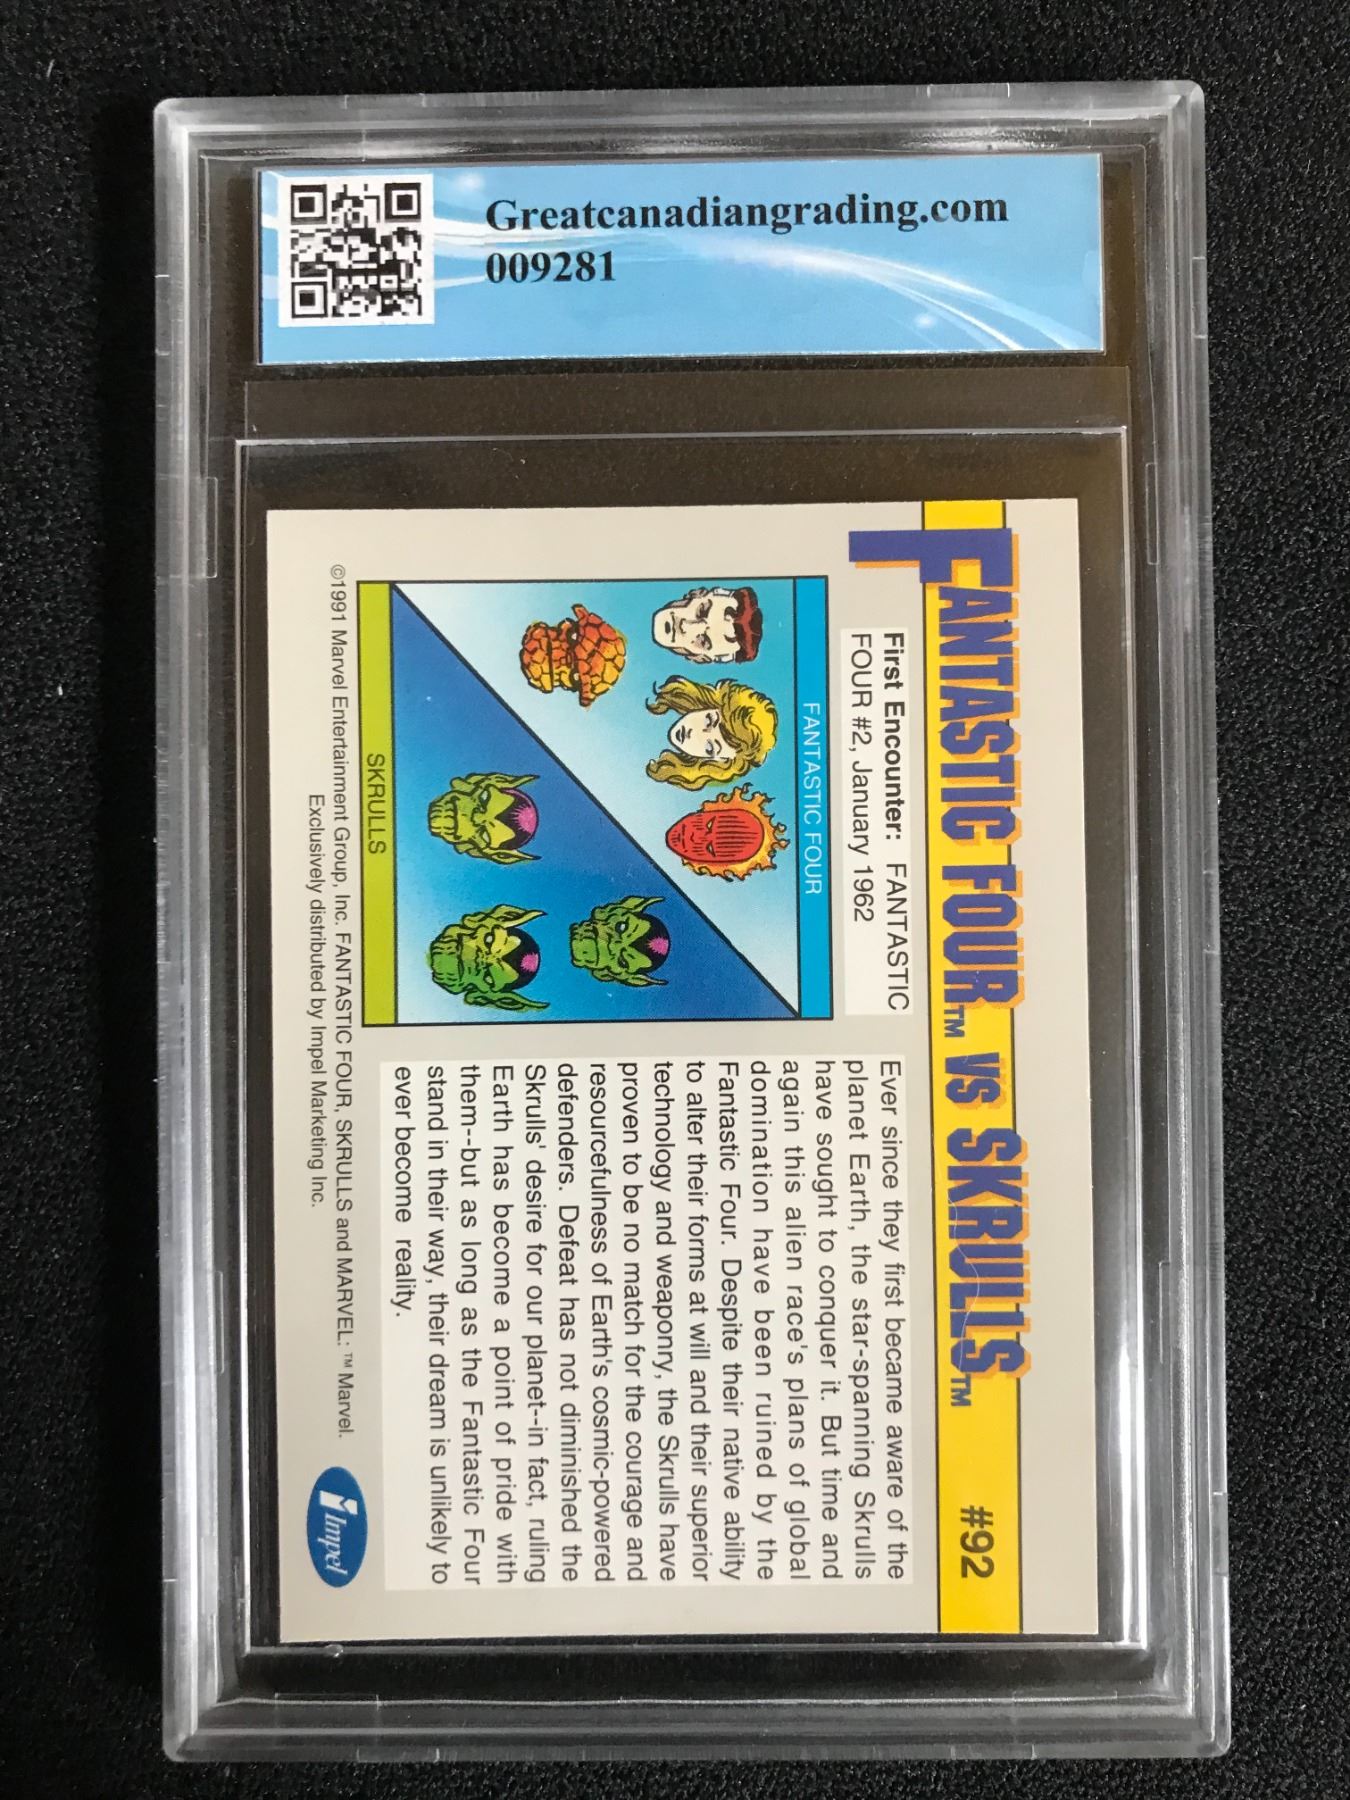 Greatcanadiangrading.com
009281
FANTASTIC FOUR™ VS SKRULLS™ #92
First Encounter: FANTASTIC
FOUR #2, January 1962
FANTASTIC FOUR
SKRULLS
Ever since they first became aware of the
planet Earth, the star-spanning Skrulls
have sought to conquer it. But time and
again this alien race's plans of global
domination have been ruined by the
Fantastic Four. Despite their native ability
to alter their forms at will and their superior
technology and weaponry, the Skrulls have
proven to be no match for the courage and
resourcefulness of Earth's cosmic-powered
defenders. Defeat has not diminished the
Skrulls' desire for our planet--in fact, ruling
Earth has become a point of pride with
them--but as long as the Fantastic Four
stand in their way, their dream is unlikely to
ever become reality.
©1991 Marvel Entertainment Group, Inc. FANTASTIC FOUR, SKRULLS and MARVEL: ™ Marvel.
Exclusively distributed by Impel Marketing Inc.
Impel